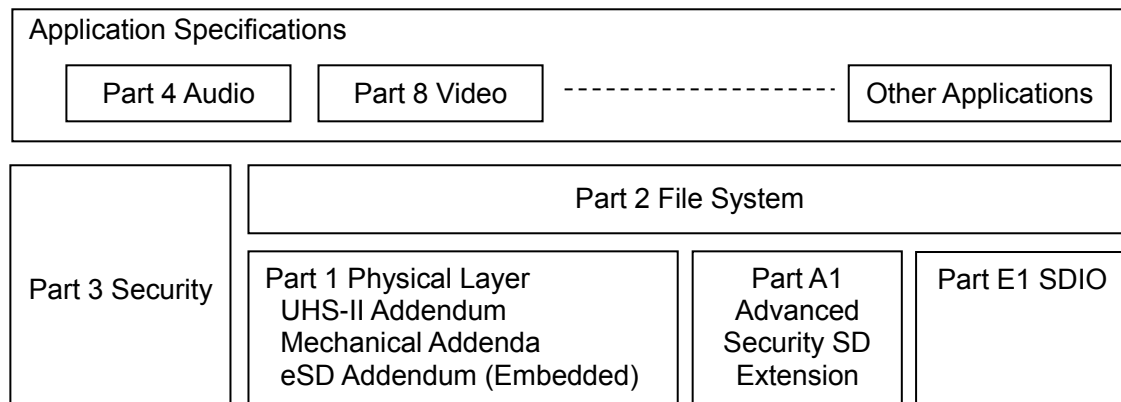 Application Specifications
Part 4 Audio
Part 8 Video
Other Applications
Part 3 Security
Part 2 File System
Part 1 Physical Layer
UHS-II Addendum
Mechanical Addenda
eSD Addendum (Embedded)
Part A1
Advanced
Security SD
Extension
Part E1 SDIO